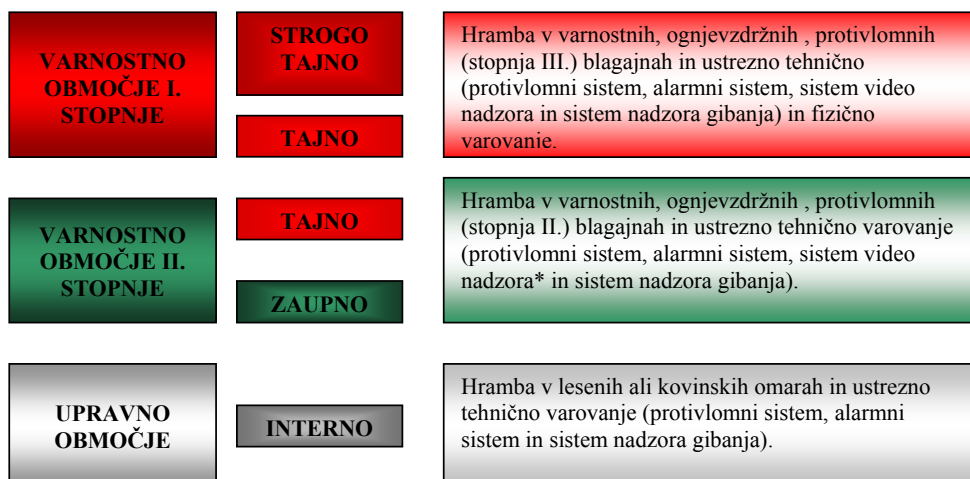 VARNOSTNO
OBMOČJE I.
STOPNJE
STROGO
TAJNO
TAJNO
Hramba v varnostnih, ognjevzdržnih , protivlomnih
(stopnja III.) blagajnah in ustrezno tehnično
(protivlomni sistem, alarmni sistem, sistem video
nadzora in sistem nadzora gibanja) in fizično
varovanje.
VARNOSTNO
OBMOČJE II.
STOPNJE
TAJNO
ZAUPNO
Hramba v varnostnih, ognjevzdržnih , protivlomnih
(stopnja II.) blagajnah in ustrezno tehnično varovanje
(protivlomni sistem, alarmni sistem, sistem video
nadzora* in sistem nadzora gibanja).
UPRAVNO
OBMOČJE
INTERNO
Hramba v lesenih ali kovinskih omarah in ustrezno
tehnično varovanje (protivlomni sistem, alarmni
sistem in sistem nadzora gibanja).